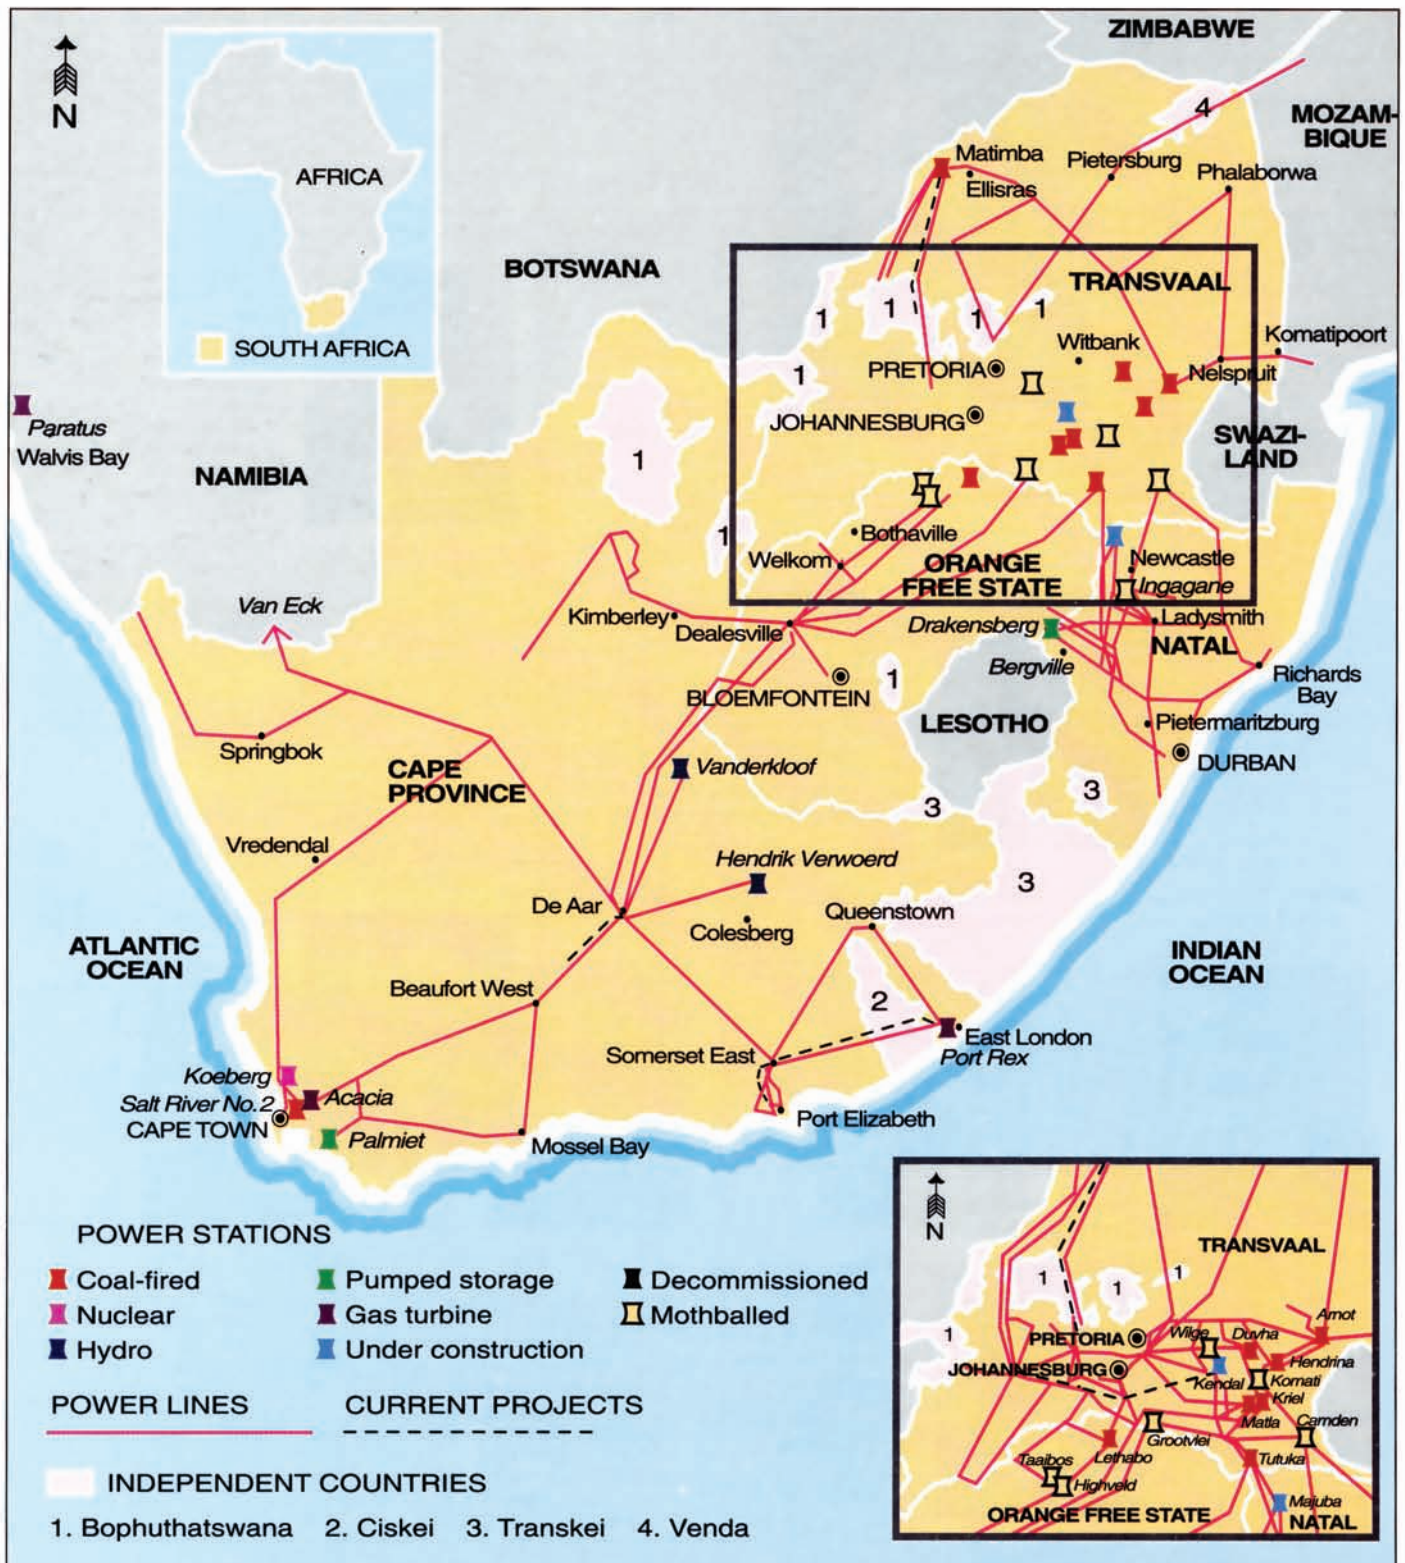 ZIMBABWE
MOZAM-
BIQUE
N
AFRICA
SOUTH AFRICA
4
Matimba
Ellisras
Pietersburg
Phalaborwa
BOTSWANA
TRANSVAAL
1
1
1
1
1
Witbank
Komatipoort
PRETORIA
Nelspruit
JOHANNESBURG
SWAZI-
LAND
Paratus
Walvis Bay
NAMIBIA
1
1
Bothaville
Welkom
ORANGE
FREE STATE
Newcastle
Ingagane
Van Eck
Kimberley
Dealesville
Drakensberg
Ladysmith
NATAL
Bergville
Richards
Bay
1
BLOEMFONTEIN
LESOTHO
Pietermaritzburg
DURBAN
Springbok
CAPE
PROVINCE
Vanderkloof
3
3
Vredendal
Hendrik Verwoerd
3
De Aar
Colesberg
Queenstown
ATLANTIC
OCEAN
INDIAN
OCEAN
Beaufort West
2
East London
Port Rex
Somerset East
Koeberg
Acacia
Salt River No.2
CAPE TOWN
Palmiet
Mossel Bay
Port Elizabeth
POWER STATIONS
Coal-fired
Pumped storage
Decommissioned
Nuclear
Gas turbine
Mothballed
Hydro
Under construction
POWER LINES
CURRENT PROJECTS
INDEPENDENT COUNTRIES
1. Bophuthatswana 2. Ciskei 3. Transkei 4. Venda
N
TRANSVAAL
1
1
1
1
PRETORIA
Wilge
Duvha
Arnot
JOHANNESBURG
Hendrina
Kendal
Komati
Kriel
Matla
Camden
Grootvlei
Lethabo
Tutuka
Taaibos
Highveld
Majuba
ORANGE FREE STATE
NATAL